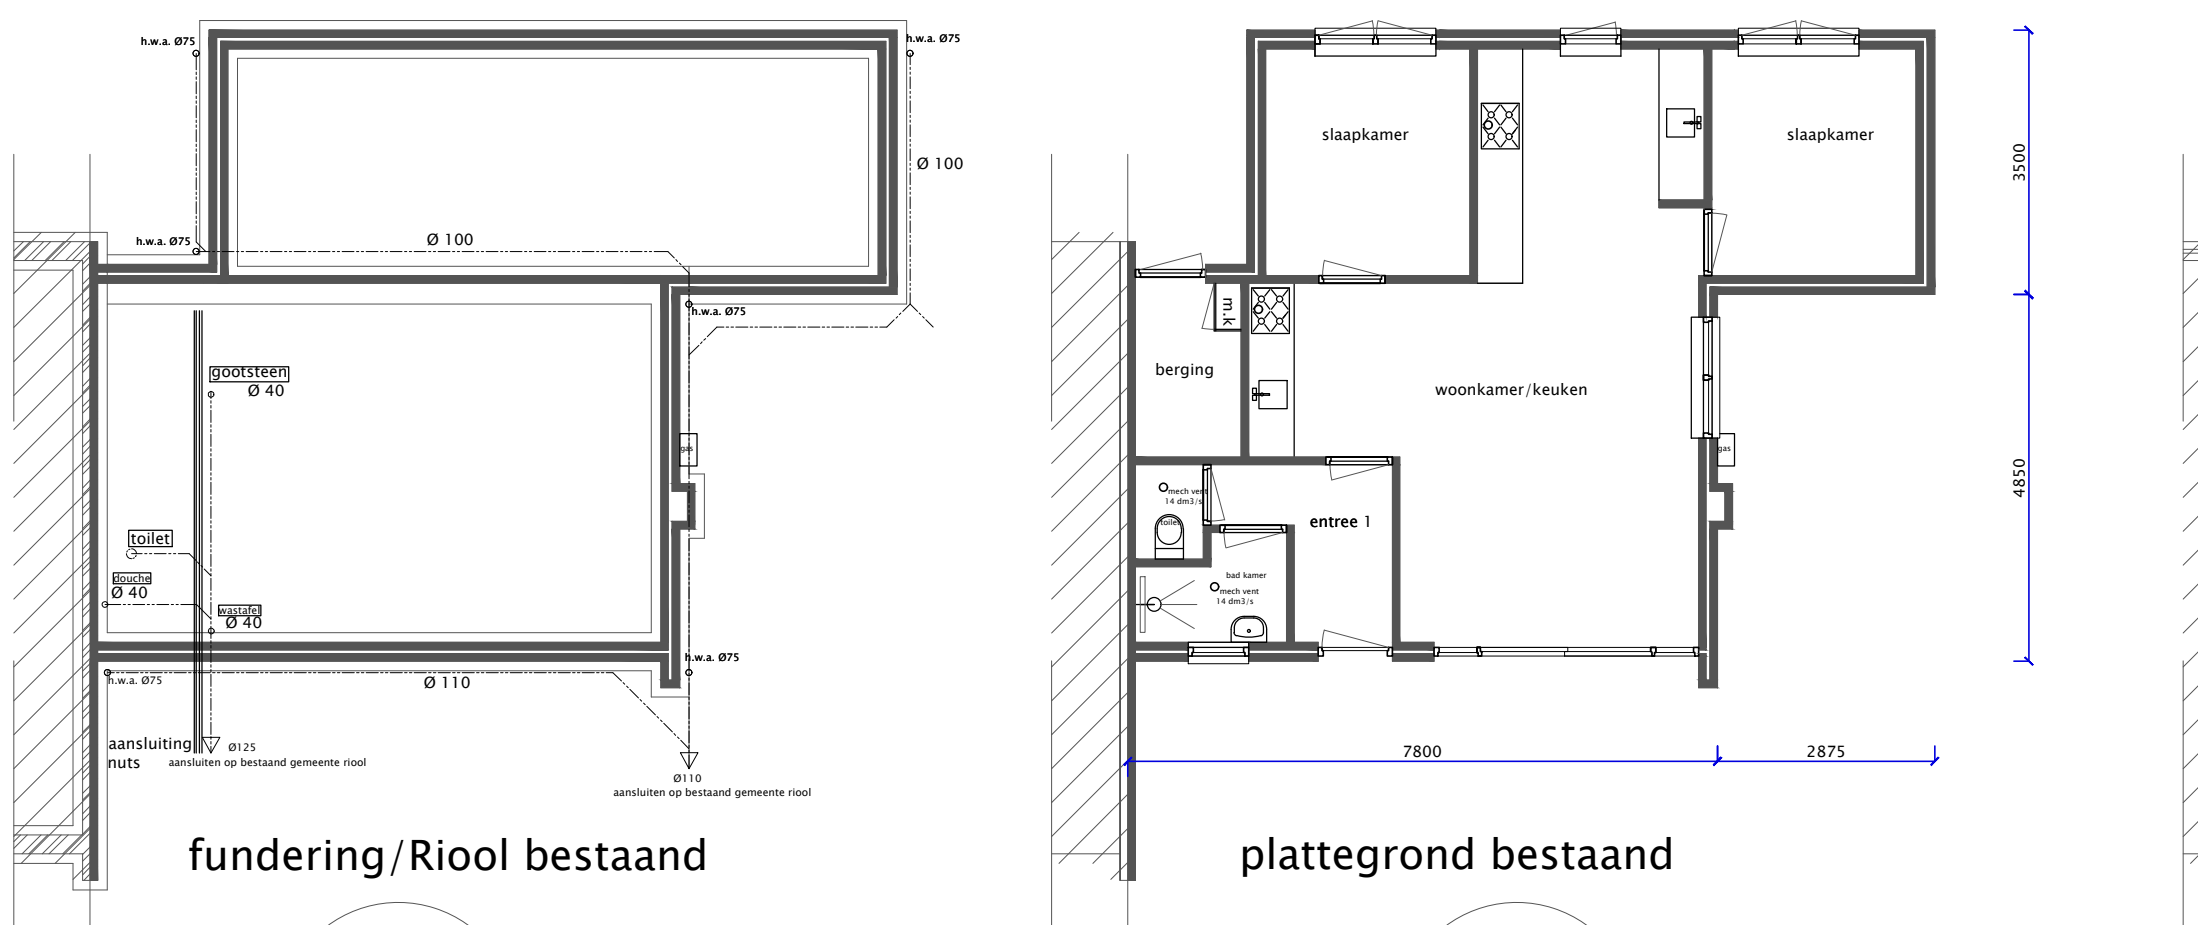 h.w.a. Ø75
h.w.a. Ø75
Ø 100
h.w.a. Ø75
Ø 100
h.w.a. Ø75
gootsteen
Ø 40
gas
toilet
douche
Ø 40
wastafel
Ø 40
h.w.a. Ø75
h.w.a. Ø75
Ø 110
aansluiting
nuts
Ø125
aansluiten op bestaand gemeente riool
Ø110
aansluiten op bestaand gemeente riool
fundering/Riool bestaand
slaapkamer
slaapkamer
3500
m.k
berging
woonkamer/keuken
gas
4850
mech vent
14 dm3/s
toilet
entree 1
bad kamer
mech vent
14 dm3/s
7800
2875
plattegrond bestaand